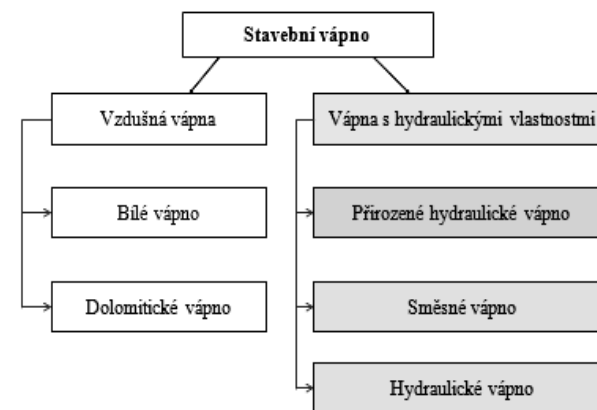 Stavební vápno
Vzdušná vápna
Vápna s hydraulickými vlastnostmi
Bílé vápno
Přirozené hydraulické vápno
Dolomitické vápno
Směsné vápno
Hydraulické vápno